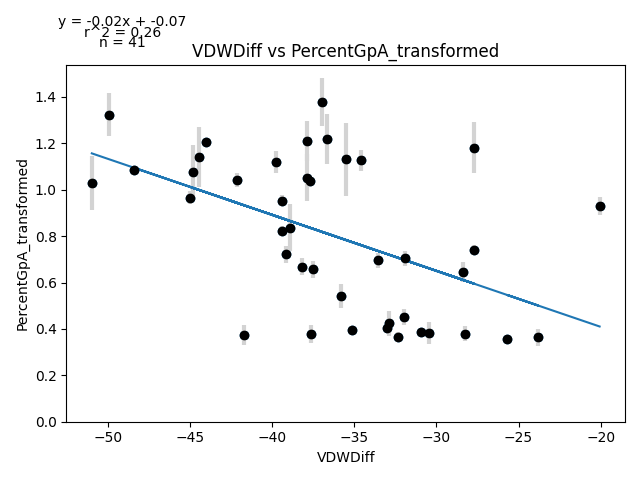 y = -0.02x + -0.07
r^2 = 0.26
n = 41
VDWDiff vs PercentGpA_transformed
PercentGpA_transformed
1.4
1.2
1.0
0.8
0.6
0.4
0.2
0.0
−50
−45
−40
−35
−30
−25
−20
VDWDiff